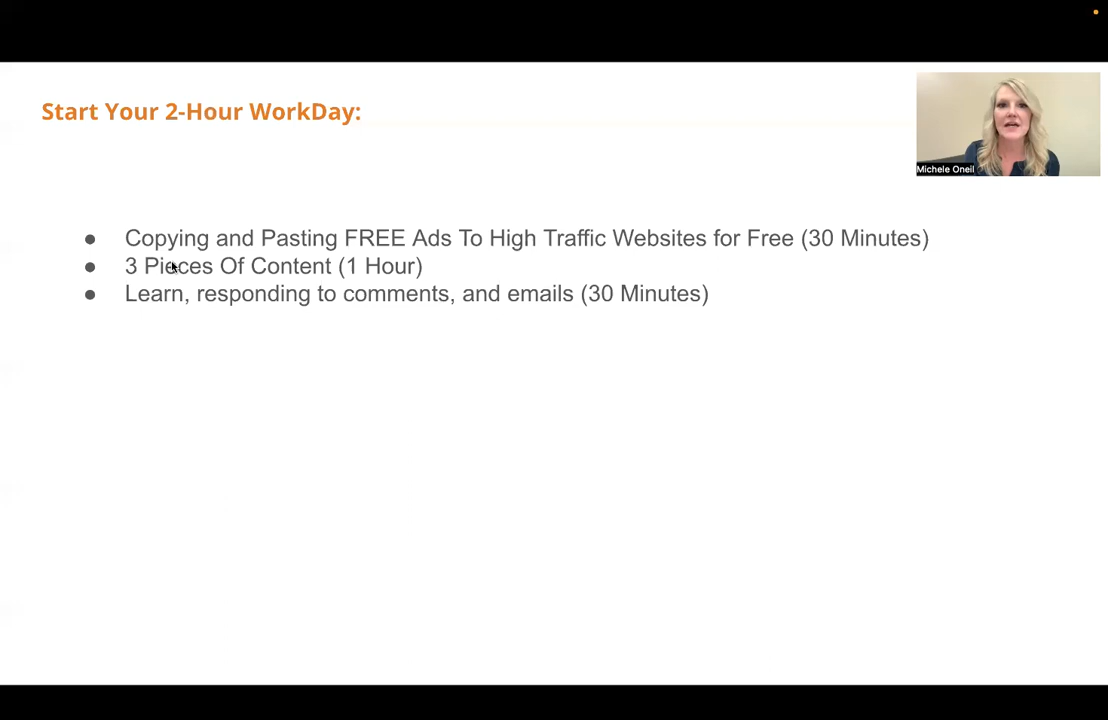 Start Your 2-Hour WorkDay:
Michele Oneil
● Copying and Pasting FREE Ads To High Traffic Websites for Free (30 Minutes)
● 3 Pieces Of Content (1 Hour)
● Learn, responding to comments, and emails (30 Minutes)